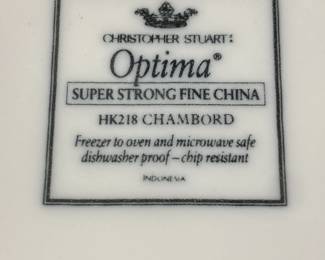 CHRISTOPHER STUART:
Optima®
SUPER STRONG FINE CHINA
HK218 CHAMBORD
Freezer to oven and microwave safe
dishwasher proof – chip resistant
INDONESIA